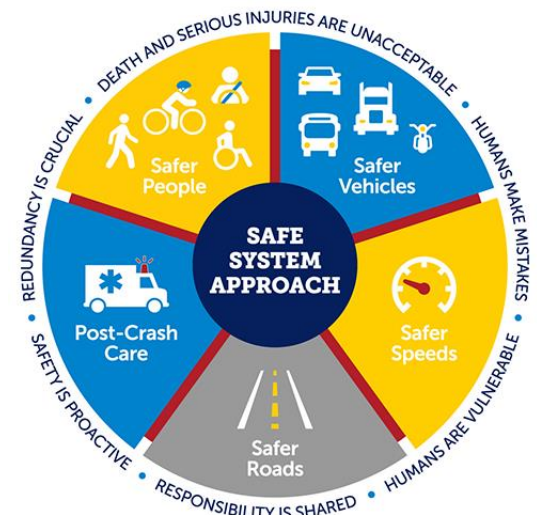 DEATH AND SERIOUS INJURIES ARE UNACCEPTABLE
HUMANS MAKE MISTAKES
HUMANS ARE VULNERABLE
RESPONSIBILITY IS SHARED
SAFETY IS PROACTIVE
REDUNDANCY IS CRUCIAL
Safer
People
Safer
Vehicles
SAFE
SYSTEM
APPROACH
Post-Crash
Care
Safer
Speeds
Safer
Roads